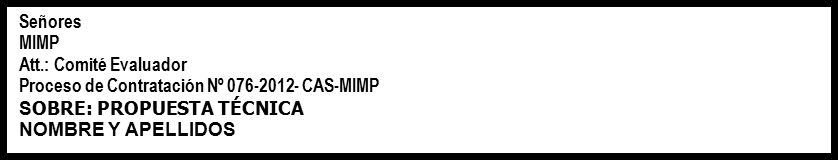 Señores
MIMP
Att.: Comité Evaluador
Proceso de Contratación Nº 076-2012- CAS-MIMP
SOBRE: PROPUESTA TÉCNICA
NOMBRE Y APELLIDOS